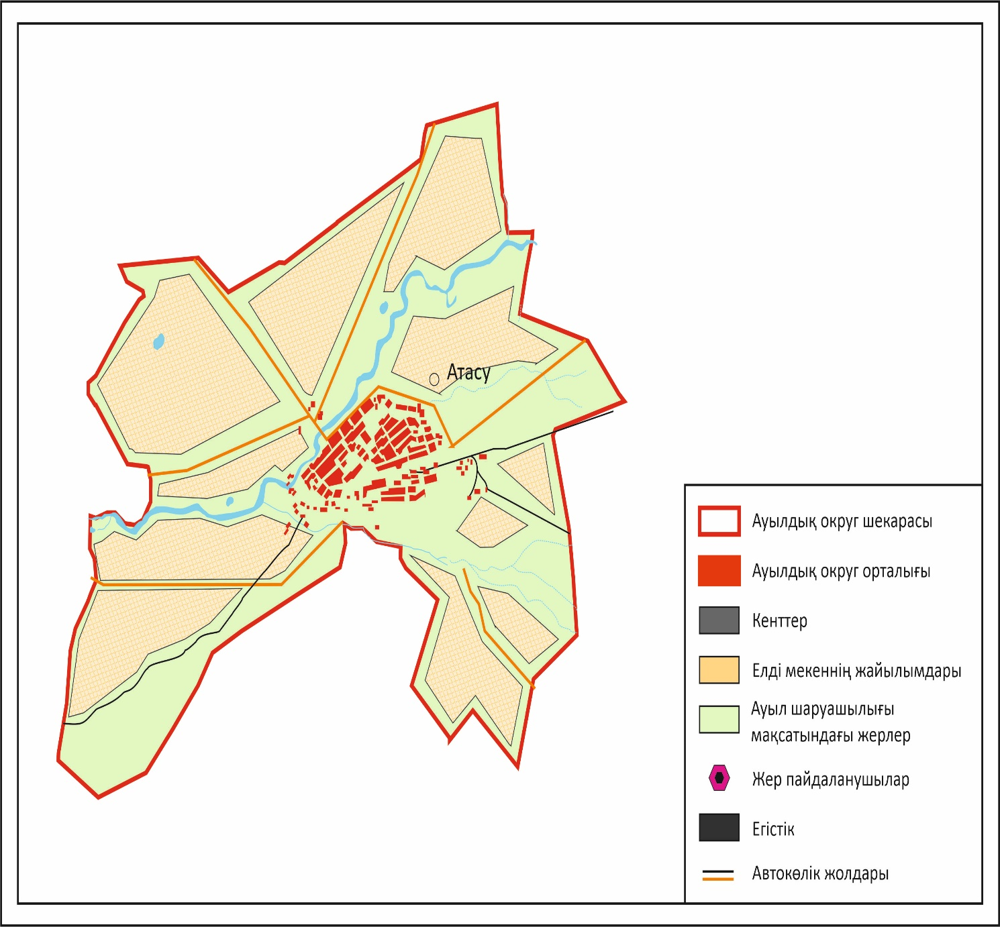 Атасу
Ауылдық округ шекарасы
Ауылдық округ орталығы
Кенттер
Елді мекеннің жайылымдары
Ауыл шаруашылығы
мақсатындағы жерлер
Жер пайдаланушылар
Егістік
Автокөлік жолдары